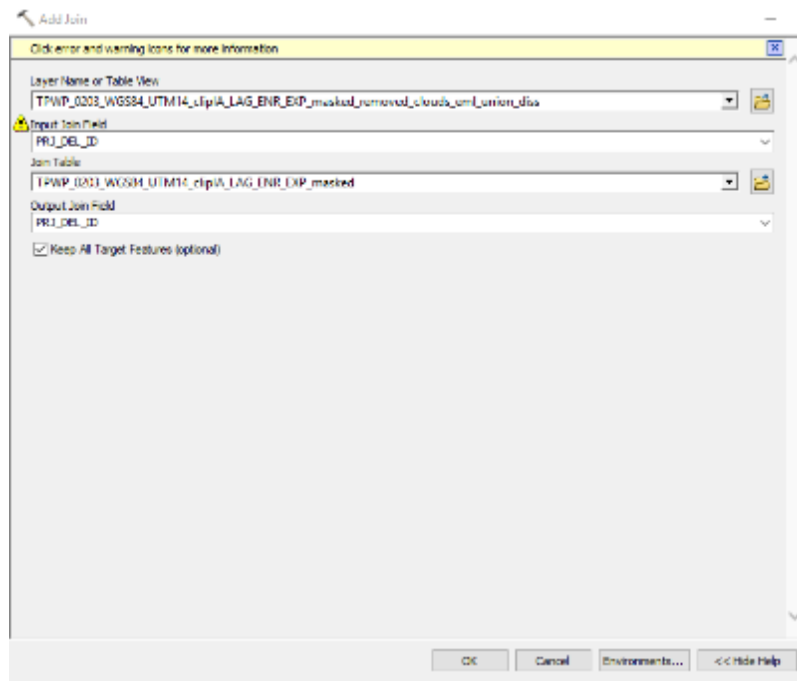 Add Join
Click error and warning icons for more information
Layer Name or Table View
TPWP_0203_WGS84_UTM14_clipIA_LAG_ENR_EXP_masked_removed_clouds_eml_union_diss
Input Join Field
PRJ_DEL_ID
Join Table
TPWP_0203_WGS84_UTM14_clipIA_LAG_ENR_EXP_masked
Output Join Field
PRJ_DEL_ID
Keep All Target Features (optional)
OK Cancel Environments... << Hide Help